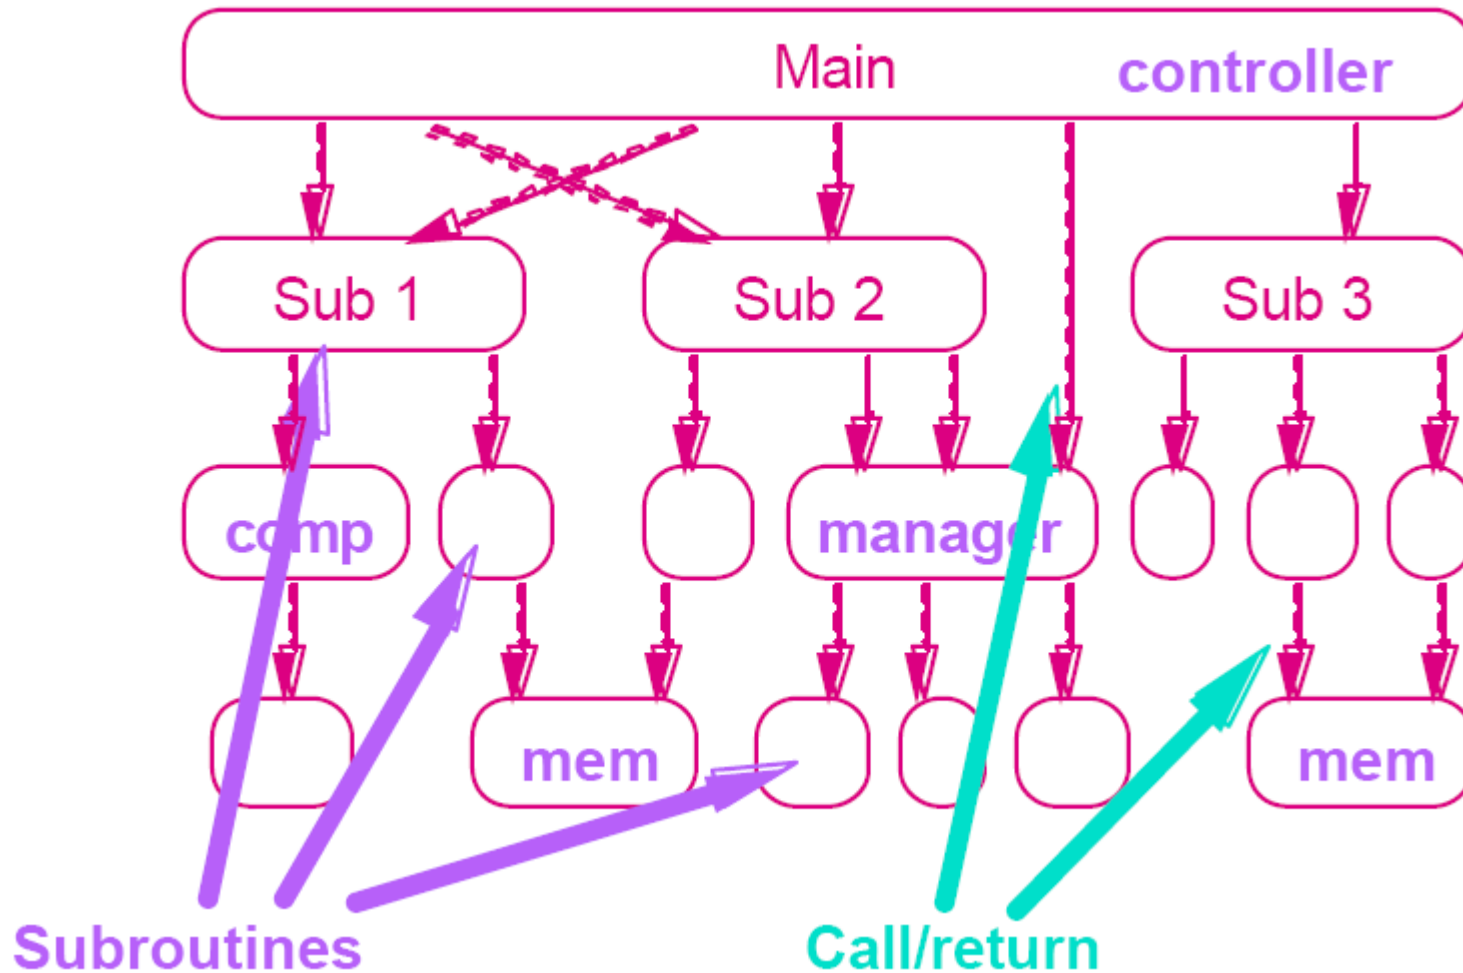 Main controller
Sub 1 Sub 2 Sub 3
comp manager
mem mem
Subroutines Call/return